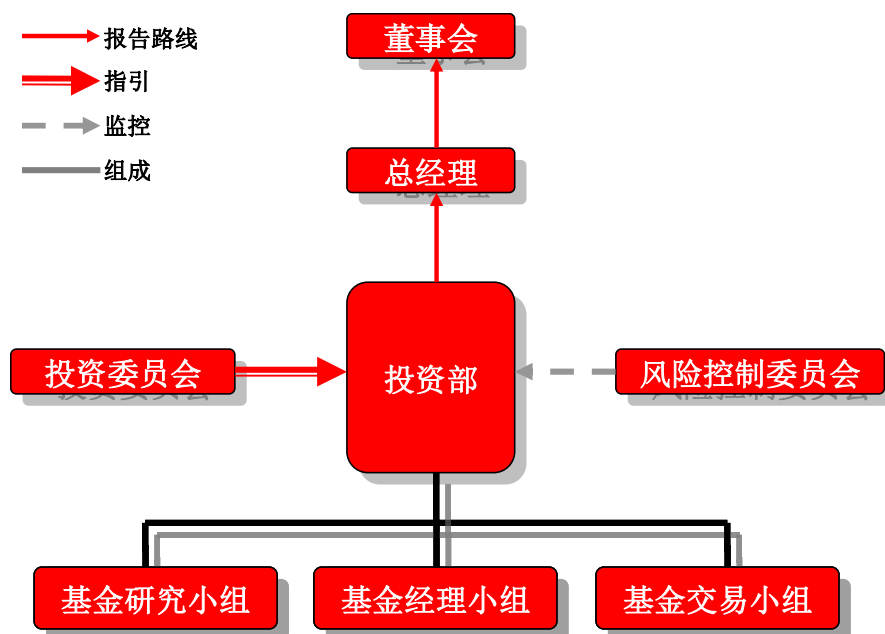 报告路线
指引
监控
组成
董事会
总经理
投资委员会
投资部
风险控制委员会
基金研究小组
基金经理小组
基金交易小组